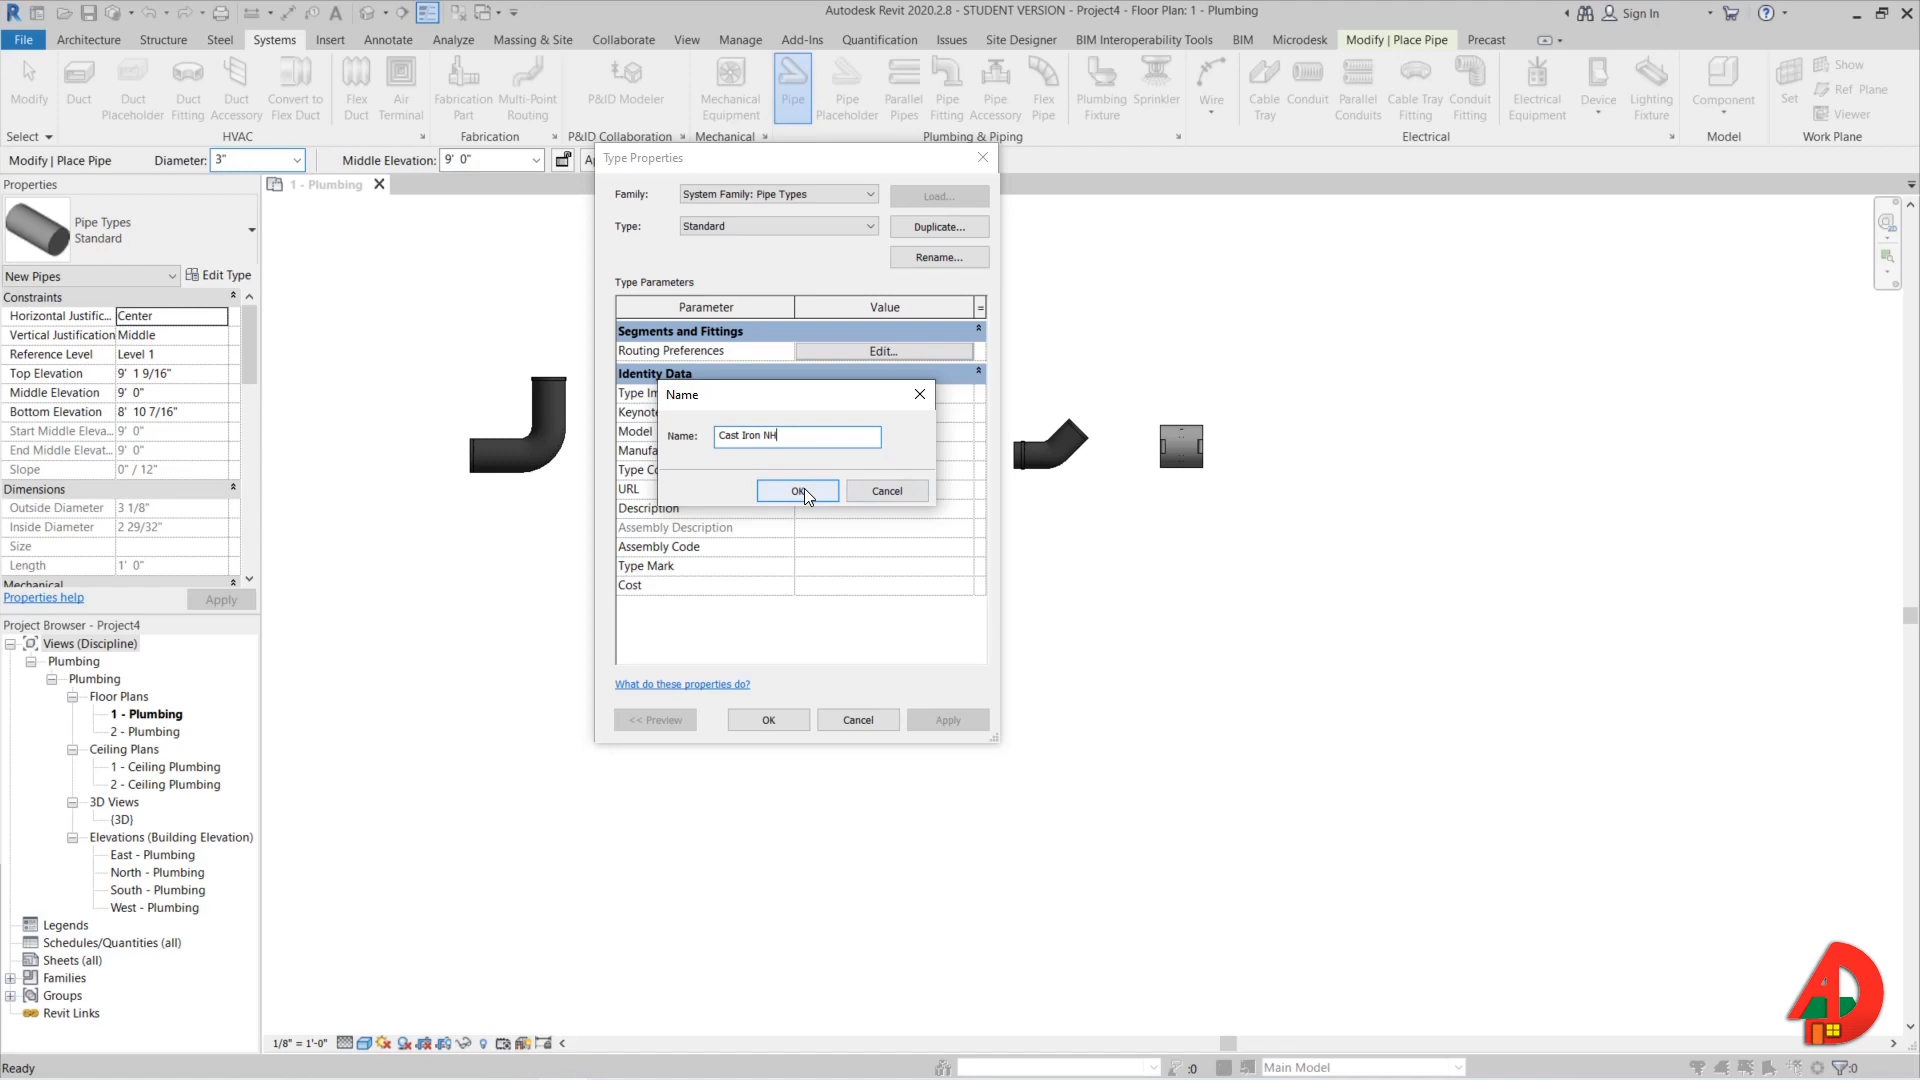 Autodesk Revit 2020.2.8 - STUDENT VERSION - Project4 - Floor Plan: 1 - Plumbing
Sign In
File Architecture Structure Steel Systems Insert Annotate Analyze Massing & Site Collaborate View Manage Add-Ins Quantification Issues Site Designer BIM Interoperability Tools BIM Microdesk Modify | Place Pipe Precast
Modify
Duct
Duct Placeholder
Duct Fitting
Duct Accessory
Convert to Flex Duct
Flex Duct
Air Terminal
Fabrication Part
Multi-Point Routing
P&ID Modeler
Mechanical Equipment
Pipe
Pipe Placeholder
Parallel Pipes
Pipe Fitting
Pipe Accessory
Flex Pipe
Plumbing Fixture
Sprinkler
Wire
Cable Tray
Conduit
Parallel Conduits
Cable Tray Fitting
Conduit Fitting
Electrical Equipment
Device
Lighting Fixture
Component
Set
Show
Ref Plane
Viewer
Select HVAC Fabrication P&ID Collaboration Mechanical Plumbing & Piping Electrical Model Work Plane
Modify | Place Pipe Diameter: 3" Middle Elevation: 9' 0" Ap
Properties
1 - Plumbing
Pipe Types
Standard
New Pipes Edit Type
Constraints
Horizontal Justific... Center
Vertical Justification Middle
Reference Level Level 1
Top Elevation 9' 1 9/16"
Middle Elevation 9' 0"
Bottom Elevation 8' 10 7/16"
Start Middle Eleva... 9' 0"
End Middle Elevat... 9' 0"
Slope 0" / 12"
Dimensions
Outside Diameter 3 1/8"
Inside Diameter 2 29/32"
Size
Length 1' 0"
Mechanical
Properties help Apply
Project Browser - Project4
Views (Discipline)
Plumbing
Plumbing
Floor Plans
1 - Plumbing
2 - Plumbing
Ceiling Plans
1 - Ceiling Plumbing
2 - Ceiling Plumbing
3D Views
{3D}
Elevations (Building Elevation)
East - Plumbing
North - Plumbing
South - Plumbing
West - Plumbing
Legends
Schedules/Quantities (all)
Sheets (all)
Families
Groups
Revit Links
Type Properties
Family: System Family: Pipe Types Load...
Type: Standard Duplicate...
Rename...
Type Parameters
Parameter Value =
Segments and Fittings
Routing Preferences Edit...
Identity Data
Type Im
Keynote
Model
Manufa
Type Co
URL
Description
Assembly Description
Assembly Code
Type Mark
Cost
What do these properties do?
<< Preview OK Cancel Apply
Name
Name: Cast Iron NH
OK Cancel
1/8" = 1'-0"
Ready
:0
Main Model
:0